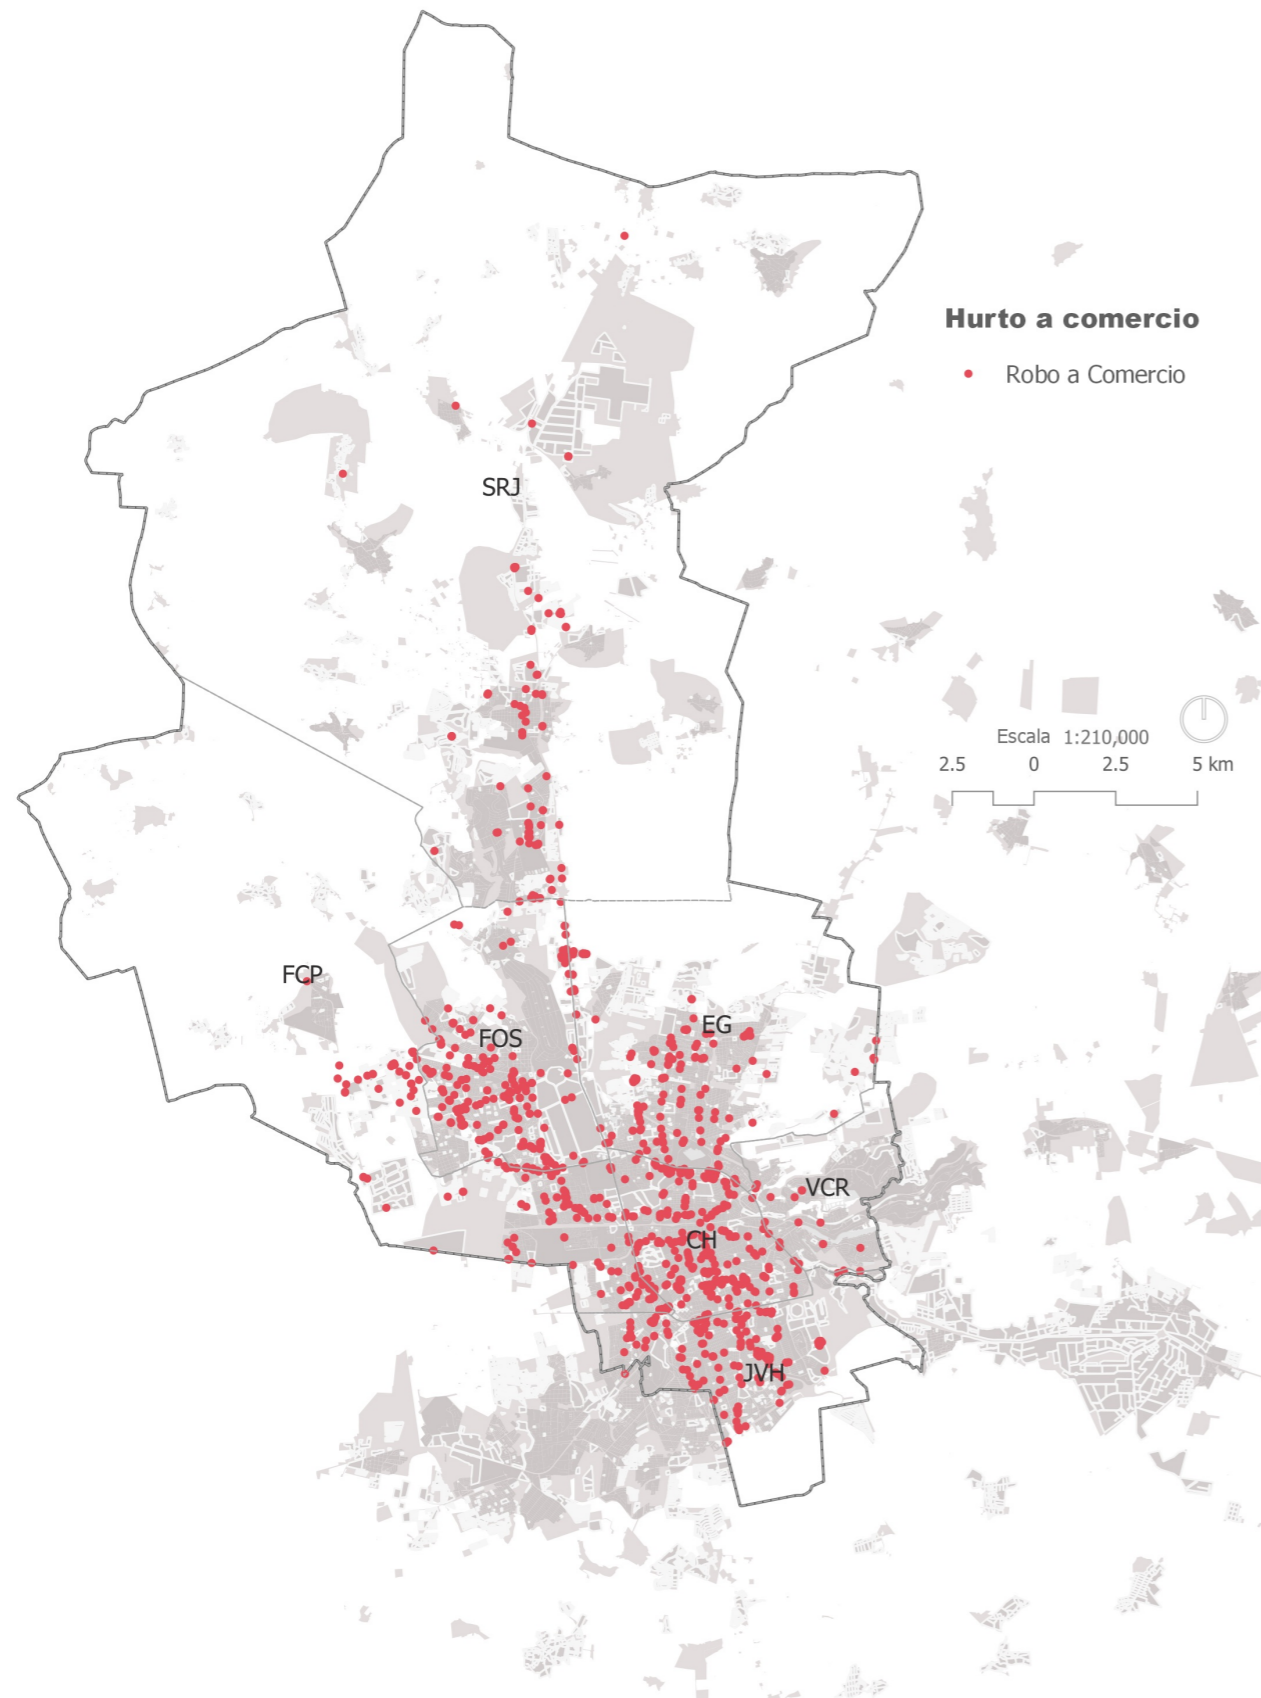 Hurto a comercio
Robo a Comercio
SRJ
Escala 1:210,000
2.5 0 2.5 5 km
FCP
FOS
EG
VCR
CH
JVH